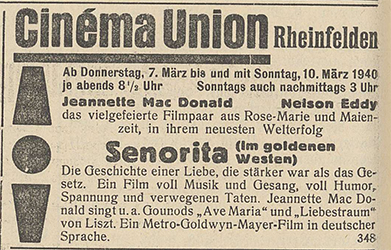 Cinéma Union Rheinfelden
Ab Donnerstag, 7. März bis und mit Sonntag, 10. März 1940
je abends 8½ Uhr Sonntags auch nachmittags 3 Uhr
Jeannette Mac Donald Nelson Eddy
das vielgefeierte Filmpaar aus Rose-Marie und Maien-
zeit, in ihrem neuesten Welterfolg
Senorita (Im goldenen
Westen)
Die Geschichte einer Liebe, die stärker war als das Ge-
setz. Ein Film voll Musik und Gesang, voll Humor,
Spannung und verwegenen Taten. Jeannette Mac Do-
nald singt u. a. Gounods „Ave Maria" und „Liebestraum"
von Liszt. Ein Metro-Goldwyn-Mayer-Film in deutscher
Sprache. 348